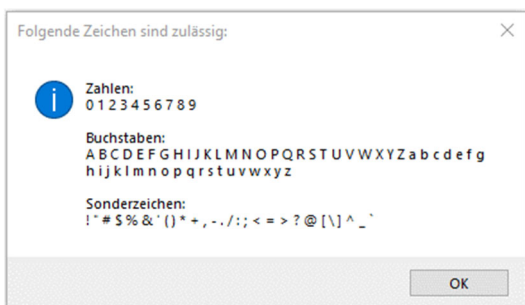 Folgende Zeichen sind zulässig:
Zahlen:
0 1 2 3 4 5 6 7 8 9
Buchstaben:
A B C D E F G H I J K L M N O P Q R S T U V W X Y Z a b c d e f g
h i j k l m n o p q r s t u v w x y z
Sonderzeichen:
! " # $ % & ' ( ) * + , - . / : ; < = > ? @ [ \ ] ^ _ `
OK